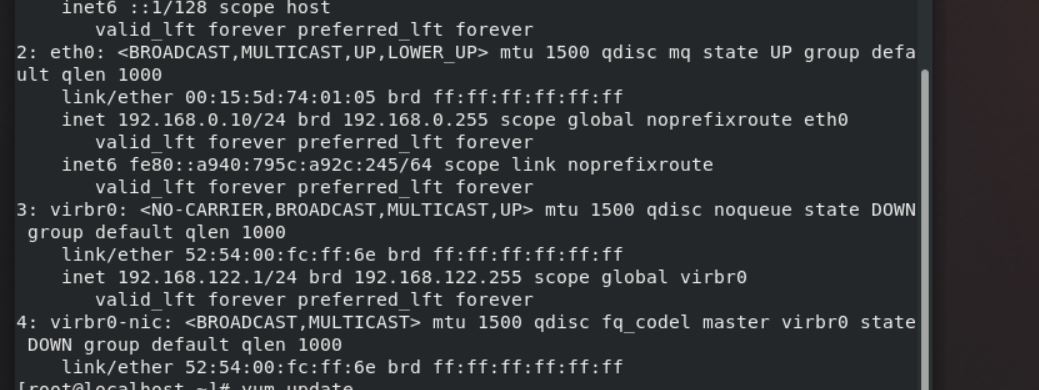 inet6 ::1/128 scope host
valid_lft forever preferred_lft forever
2: eth0: <BROADCAST,MULTICAST,UP,LOWER_UP> mtu 1500 qdisc mq state UP group defa
ult qlen 1000
link/ether 00:15:5d:74:01:05 brd ff:ff:ff:ff:ff:ff
inet 192.168.0.10/24 brd 192.168.0.255 scope global noprefixroute eth0
valid_lft forever preferred_lft forever
inet6 fe80::a940:795c:a92c:245/64 scope link noprefixroute
valid_lft forever preferred_lft forever
3: virbr0: <NO-CARRIER,BROADCAST,MULTICAST,UP> mtu 1500 qdisc noqueue state DOWN
group default qlen 1000
link/ether 52:54:00:fc:ff:6e brd ff:ff:ff:ff:ff:ff
inet 192.168.122.1/24 brd 192.168.122.255 scope global virbr0
valid_lft forever preferred_lft forever
4: virbr0-nic: <BROADCAST,MULTICAST> mtu 1500 qdisc fq_codel master virbr0 state
DOWN group default qlen 1000
link/ether 52:54:00:fc:ff:6e brd ff:ff:ff:ff:ff:ff
[root@localhost ~]# yum update